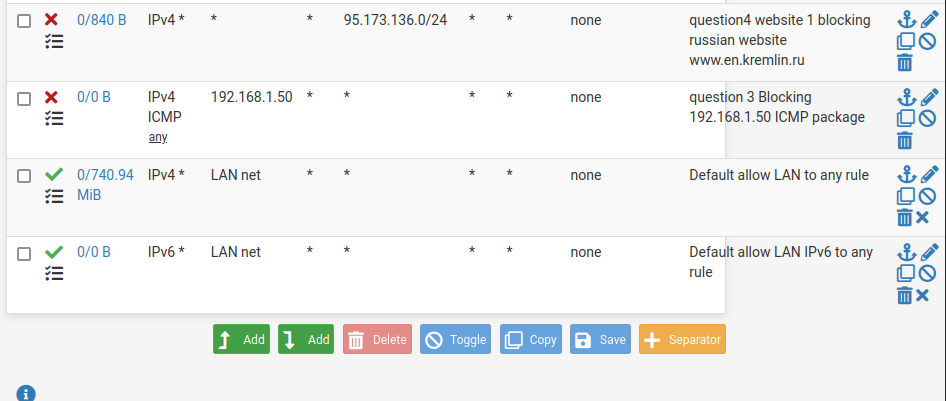 0/840 B IPv4 * * * 95.173.136.0/24 * * none question4 website 1 blocking
russian website
www.en.kremlin.ru
0/0 B IPv4 192.168.1.50 * * * * none question 3 Blocking
ICMP 192.168.1.50 ICMP package
any
0/740.94 IPv4 * LAN net * * * * none Default allow LAN to any rule
MiB
0/0 B IPv6 * LAN net * * * * none Default allow LAN IPv6 to any
rule
Add Add Delete Toggle Copy Save Separator